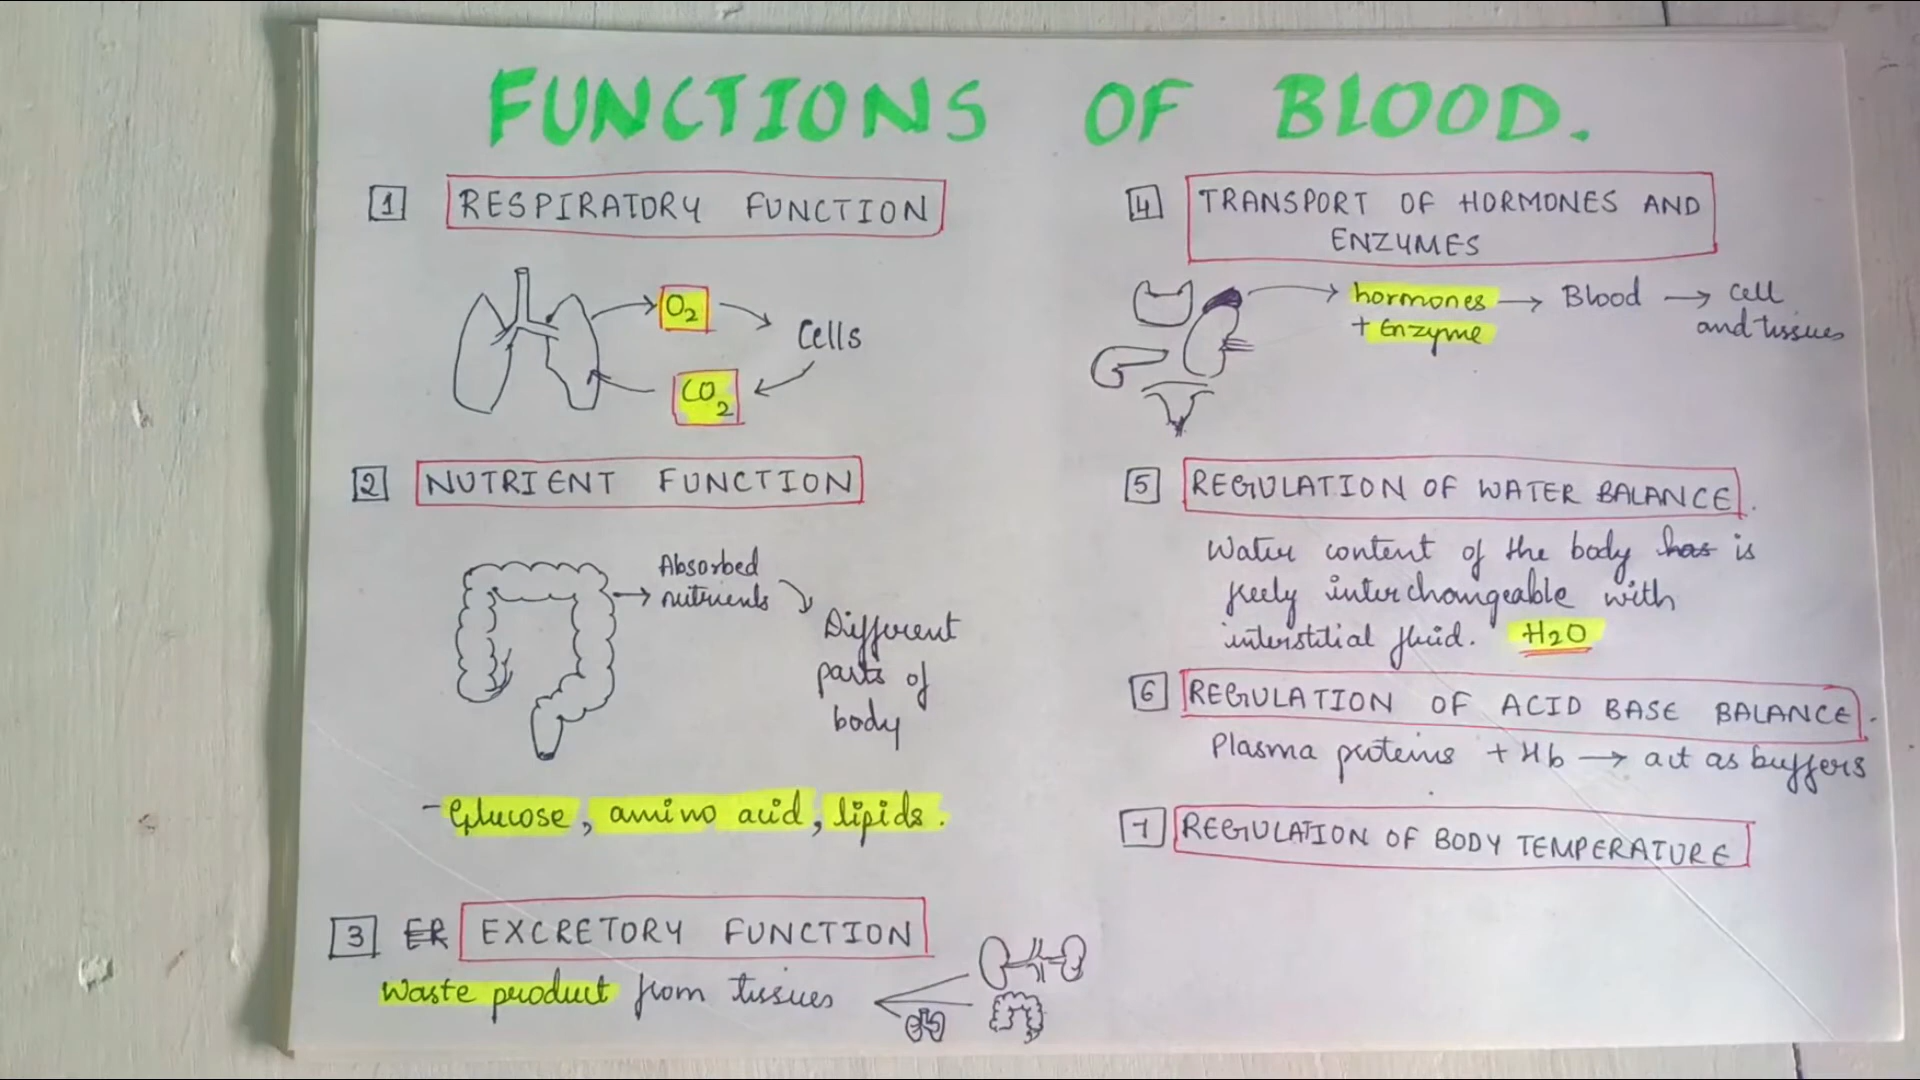 FUNCTIONS OF BLOOD.
1 RESPIRATORY FUNCTION
O2
Cells
CO2
2 NUTRIENT FUNCTION
Absorbed
nutrients
Different
parts of
body
- Glucose, amino acid, lipids.
3 ER EXCRETORY FUNCTION
Waste product from tissues
4 TRANSPORT OF HORMONES AND
ENZYMES
hormones → Blood → Cell
+ Enzyme and tissues
5 REGULATION OF WATER BALANCE.
Water content of the body has is
freely interchangeable with
interstitial fluid. H2O
6 REGULATION OF ACID BASE BALANCE.
Plasma proteins + Hb → act as buffers
7 REGULATION OF BODY TEMPERATURE